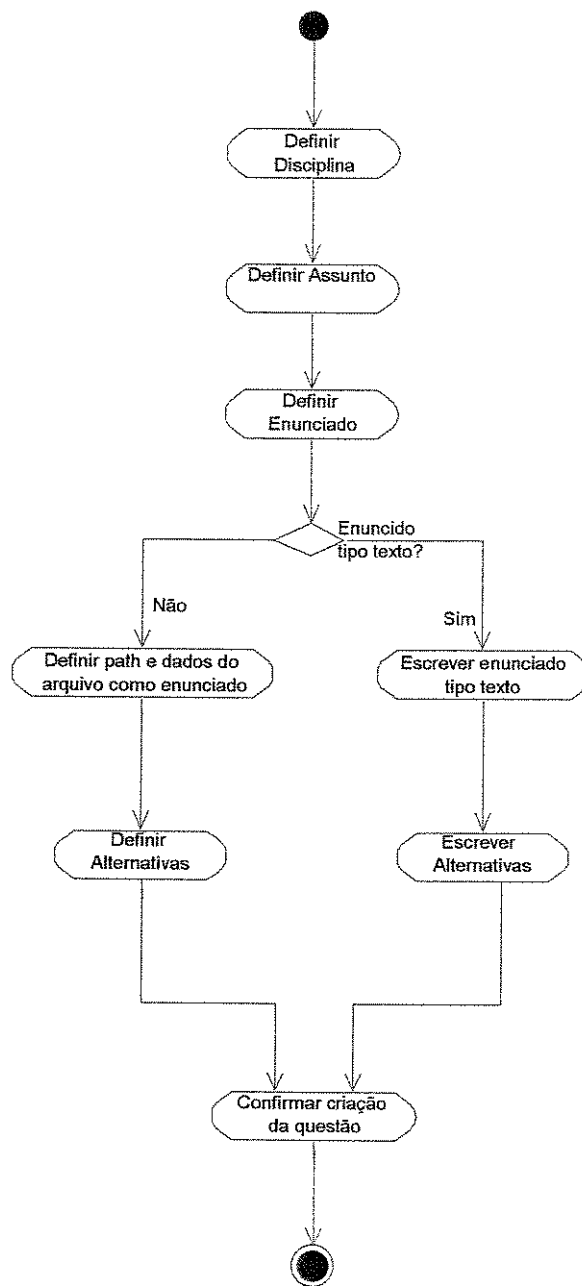 Definir
Disciplina
Definir Assunto
Definir
Enunciado
Enuncido
tipo texto?
Não
Sim
Definir path e dados do
arquivo como enunciado
Escrever enunciado
tipo texto
Definir
Alternativas
Escrever
Alternativas
Confirmar criação
da questão